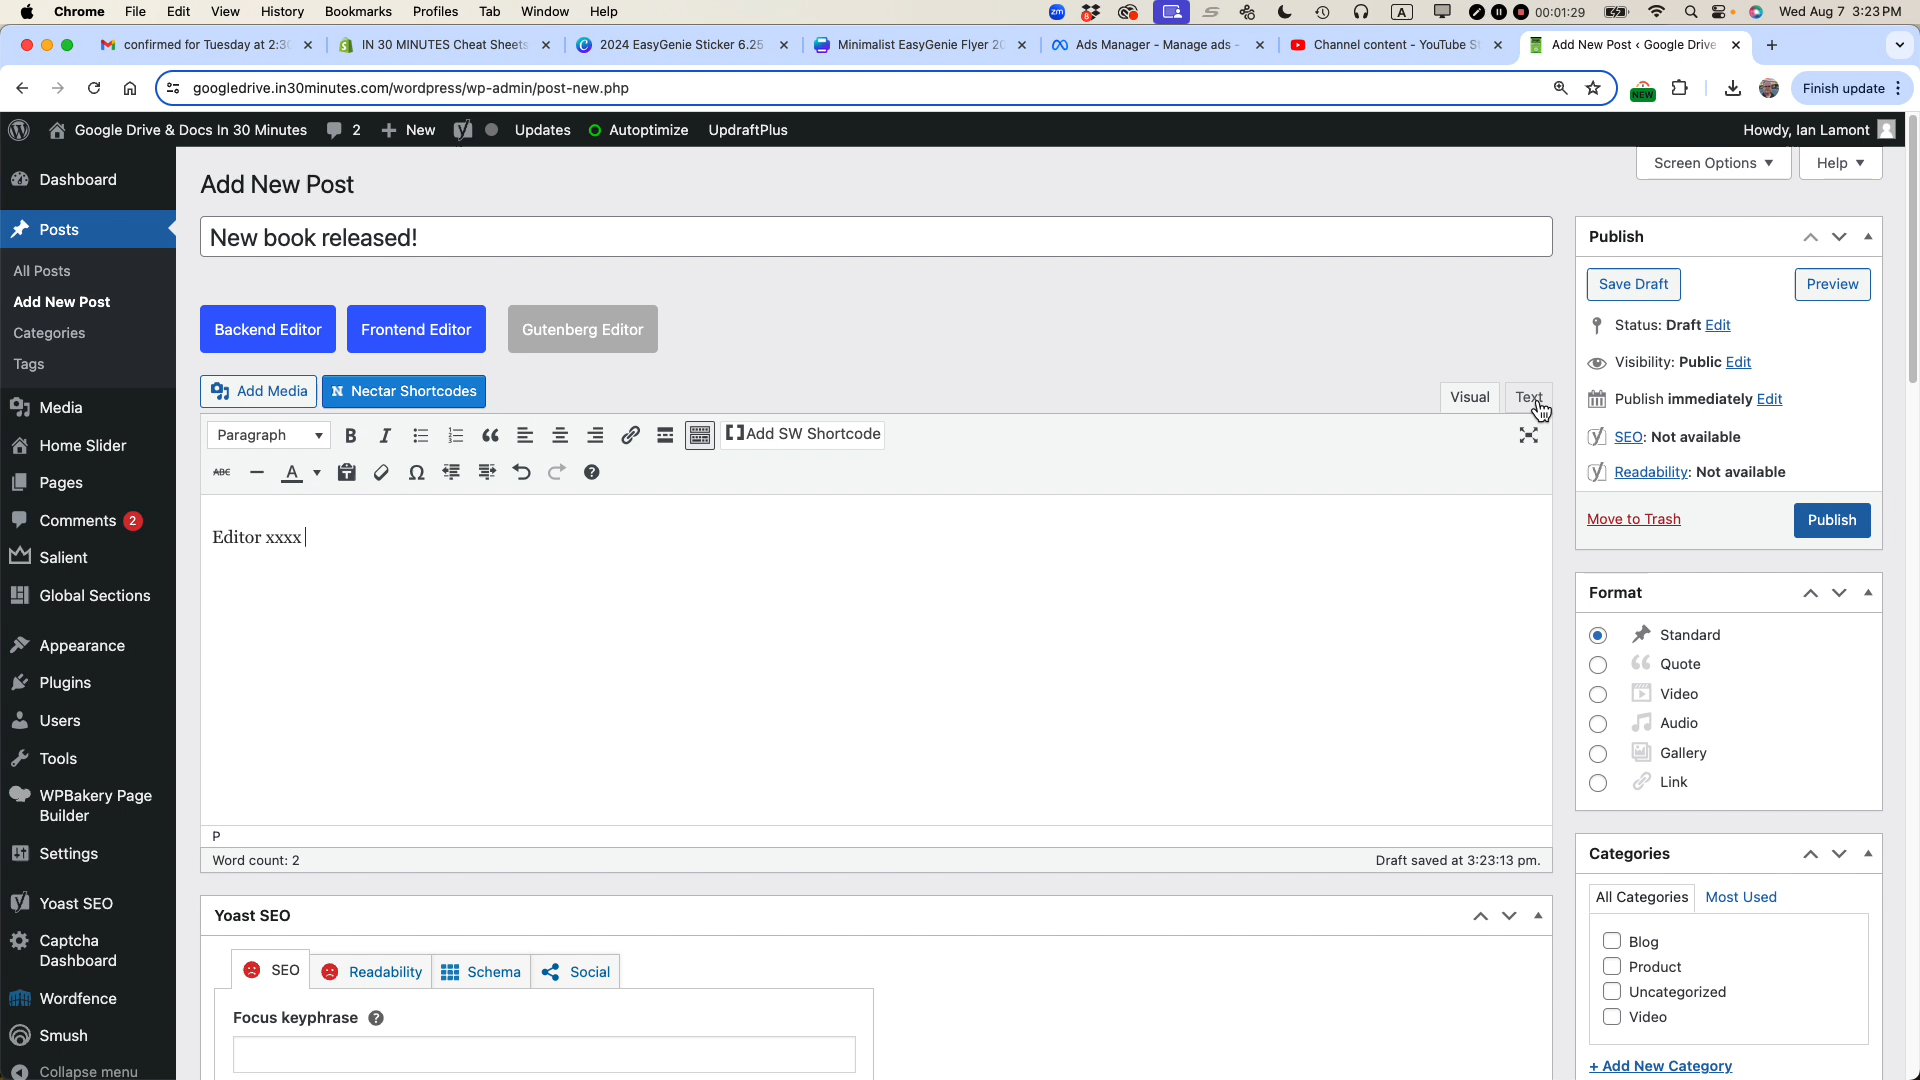 Chrome File Edit View History Bookmarks Profiles Tab Window Help
zm 8 A 00:01:29 Wed Aug 7 3:23 PM
confirmed for Tuesday at 2:3
IN 30 MINUTES Cheat Sheets
2024 EasyGenie Sticker 6.25
Minimalist EasyGenie Flyer 20
Ads Manager - Manage ads -
Channel content - YouTube S
Add New Post ‹ Google Drive
googledrive.in30minutes.com/wordpress/wp-admin/post-new.php
NEW
Finish update
Google Drive & Docs In 30 Minutes 2 New Updates Autoptimize UpdraftPlus
Howdy, Ian Lamont
Dashboard
Posts
All Posts
Add New Post
Categories
Tags
Media
Home Slider
Pages
Comments 2
Salient
Global Sections
Appearance
Plugins
Users
Tools
WPBakery Page
Builder
Settings
Yoast SEO
Captcha
Dashboard
Wordfence
Smush
Collapse menu
Screen Options
Help
Add New Post
New book released!
Backend Editor
Frontend Editor
Gutenberg Editor
Add Media
N Nectar Shortcodes
Visual
Text
Paragraph B I [ ]Add SW Shortcode
ABC A Ω
Editor xxxx
P
Word count: 2
Draft saved at 3:23:13 pm.
Yoast SEO
SEO
Readability
Schema
Social
Focus keyphrase
Publish
Save Draft
Preview
Status: Draft Edit
Visibility: Public Edit
Publish immediately Edit
SEO: Not available
Readability: Not available
Move to Trash
Publish
Format
Standard
Quote
Video
Audio
Gallery
Link
Categories
All Categories
Most Used
Blog
Product
Uncategorized
Video
+ Add New Category